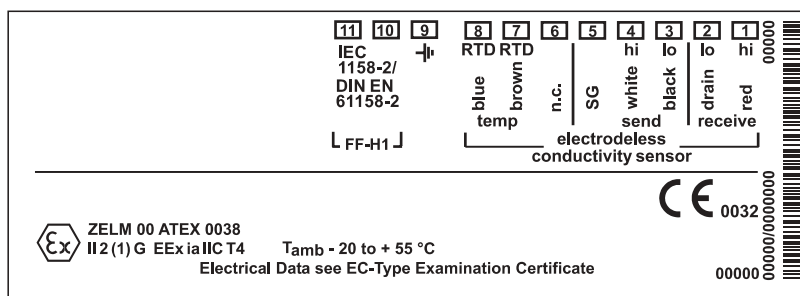 11 10 9 8 7 6 5 4 3 2 1
IEC
1158-2/
DIN EN
61158-2
FF-H1
RTD RTD hi lo lo hi
blue brown n.c. SG white black drain red
temp send receive
electrodeless
conductivity sensor
00000
CE 0032
000000/00000000
00000
Ex
ZELM 00 ATEX 0038
II 2 (1) G EEx ia IIC T4 Tamb - 20 to + 55 °C
Electrical Data see EC-Type Examination Certificate